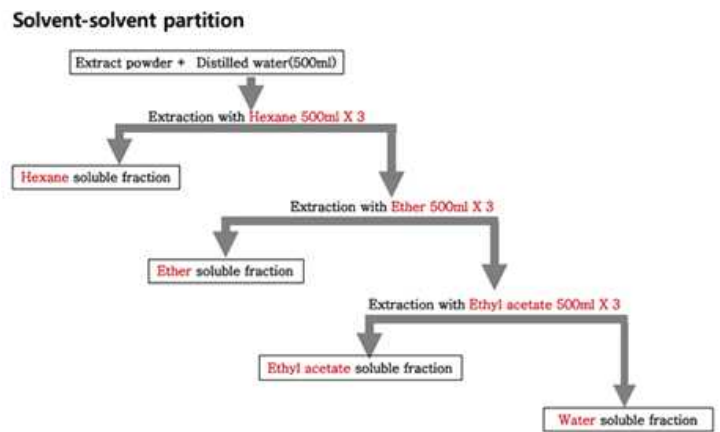 Solvent-solvent partition
Extract powder + Distilled water(500ml)
Extraction with Hexane 500ml X 3
Hexane soluble fraction
Extraction with Ether 500ml X 3
Ether soluble fraction
Extraction with Ethyl acetate 500ml X 3
Ethyl acetate soluble fraction
Water soluble fraction